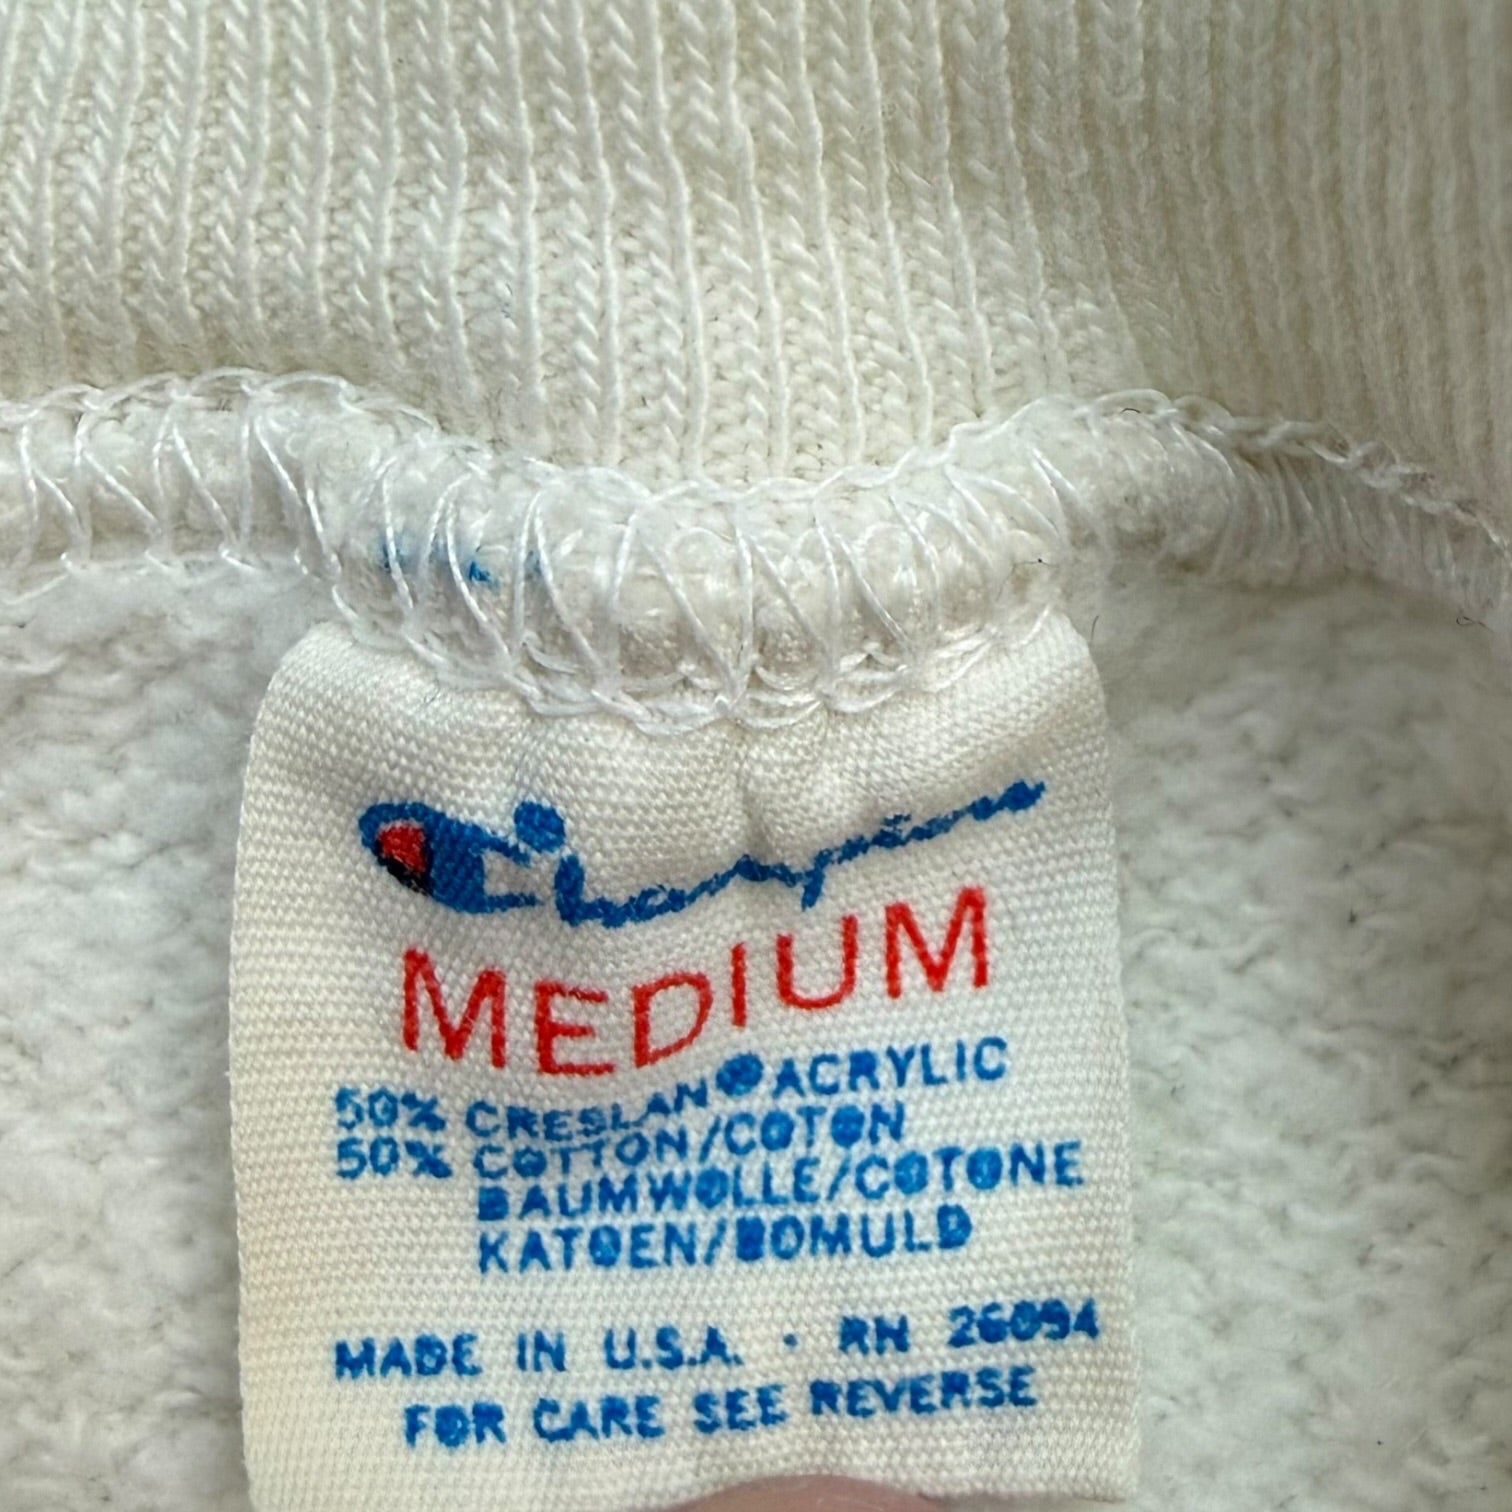 Champion
MEDIUM
50% CRESLAN® ACRYLIC
50% COTTON/COTON
BAUMWOLLE/COTONE
KATOEN/BOMULD
MADE IN U.S.A. · RN 26094
FOR CARE SEE REVERSE